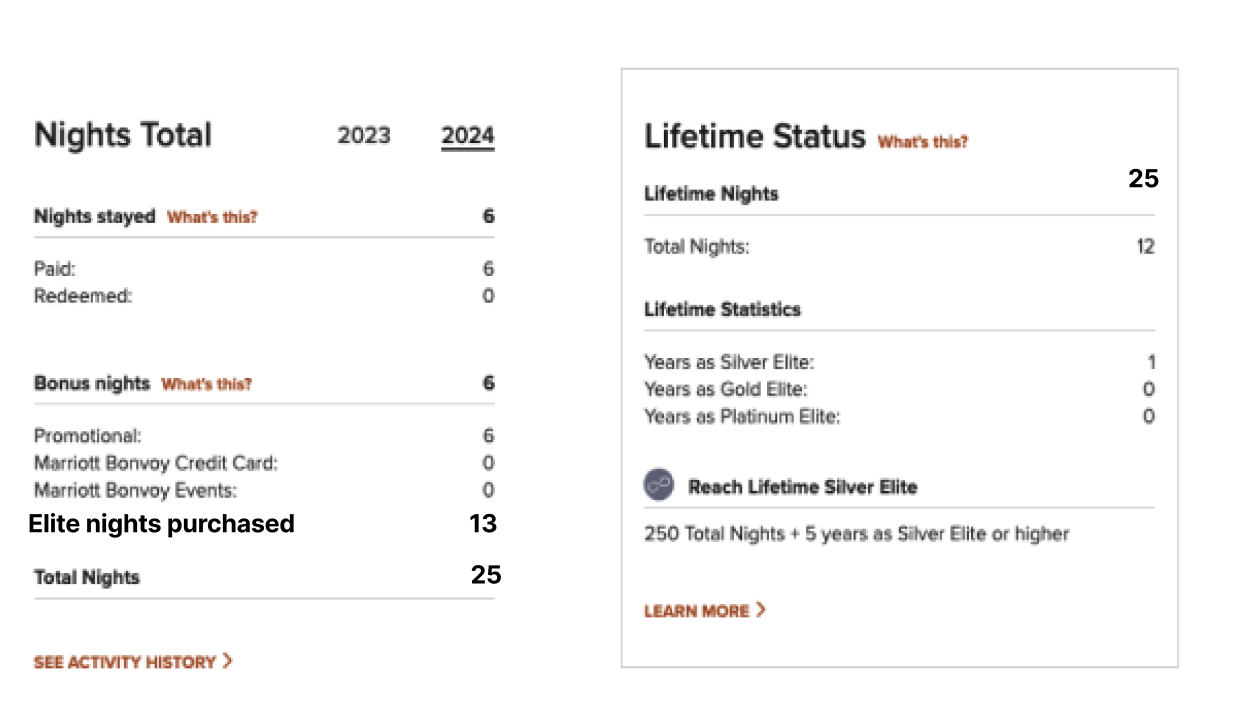 Nights Total 2023 2024
Nights stayed What's this? 6
Paid: 6
Redeemed: 0
Bonus nights What's this? 6
Promotional: 6
Marriott Bonvoy Credit Card: 0
Marriott Bonvoy Events: 0
Elite nights purchased 13
Total Nights 25
SEE ACTIVITY HISTORY >
Lifetime Status What's this?
25
Lifetime Nights
Total Nights: 12
Lifetime Statistics
Years as Silver Elite: 1
Years as Gold Elite: 0
Years as Platinum Elite: 0
Reach Lifetime Silver Elite
250 Total Nights + 5 years as Silver Elite or higher
LEARN MORE >